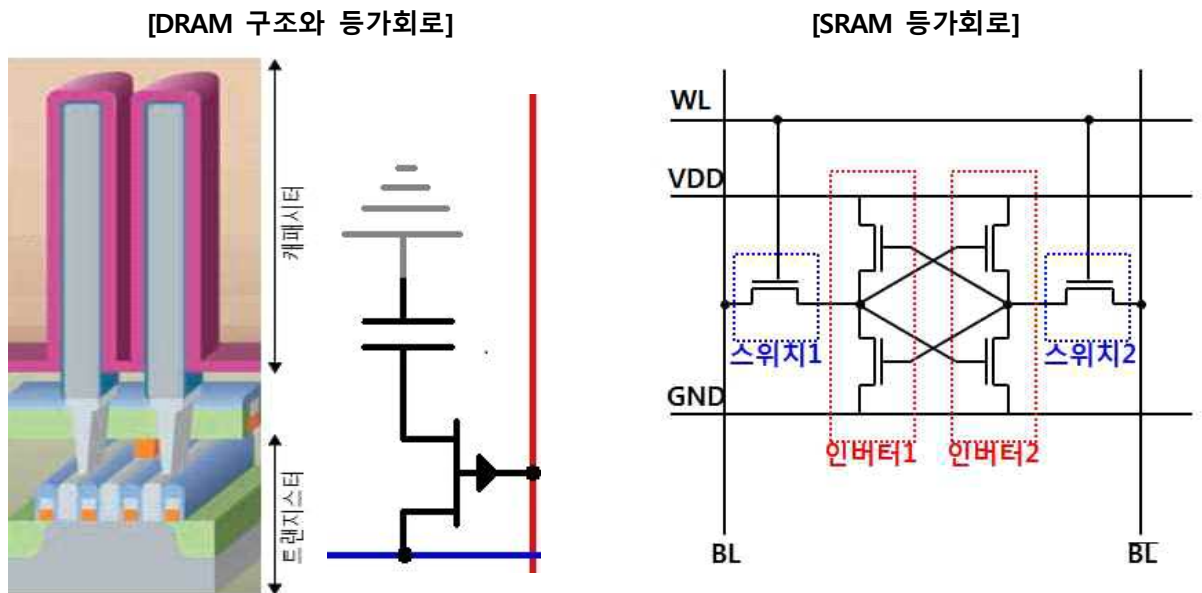 [DRAM 구조와 등가회로]
캐패시터
트랜지스터
[SRAM 등가회로]
WL
VDD
스위치1
스위치2
GND
인버터1
인버터2
BL
B̅L̅